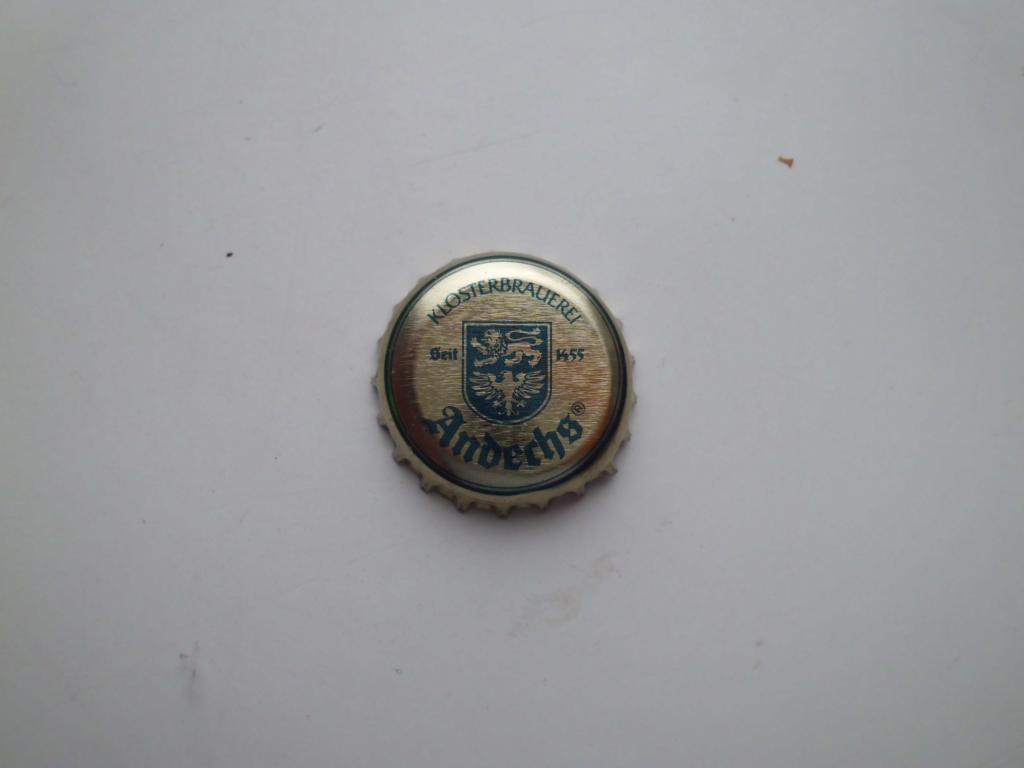 KLOSTERBRAUEREI
Seit 1455
Andechs®